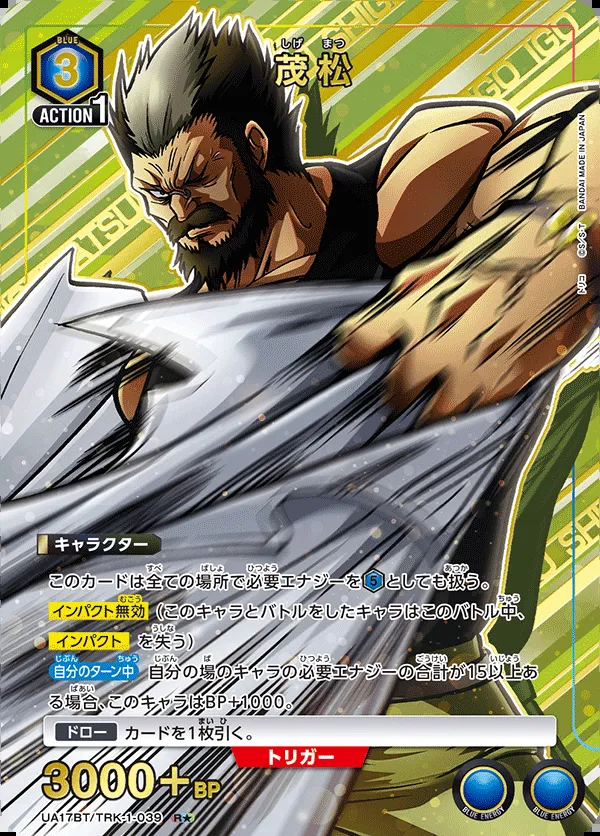 BLUE
3
ACTION 1
しげ まつ
茂松
トリコ ©S/S・T BANDAI MADE IN JAPAN
キャラクター
このカードは全ての場所で必要エナジーを5としても扱う。
インパクト無効 (このキャラとバトルをしたキャラはこのバトル中、
インパクト を失う)
自分のターン中 自分の場のキャラの必要エナジーの合計が15以上あ
る場合、このキャラはBP+1000。
ドロー カードを1枚引く。
トリガー
3000+BP
BLUE ENERGY
BLUE ENERGY
UA17BT/TRK-1-039 R★